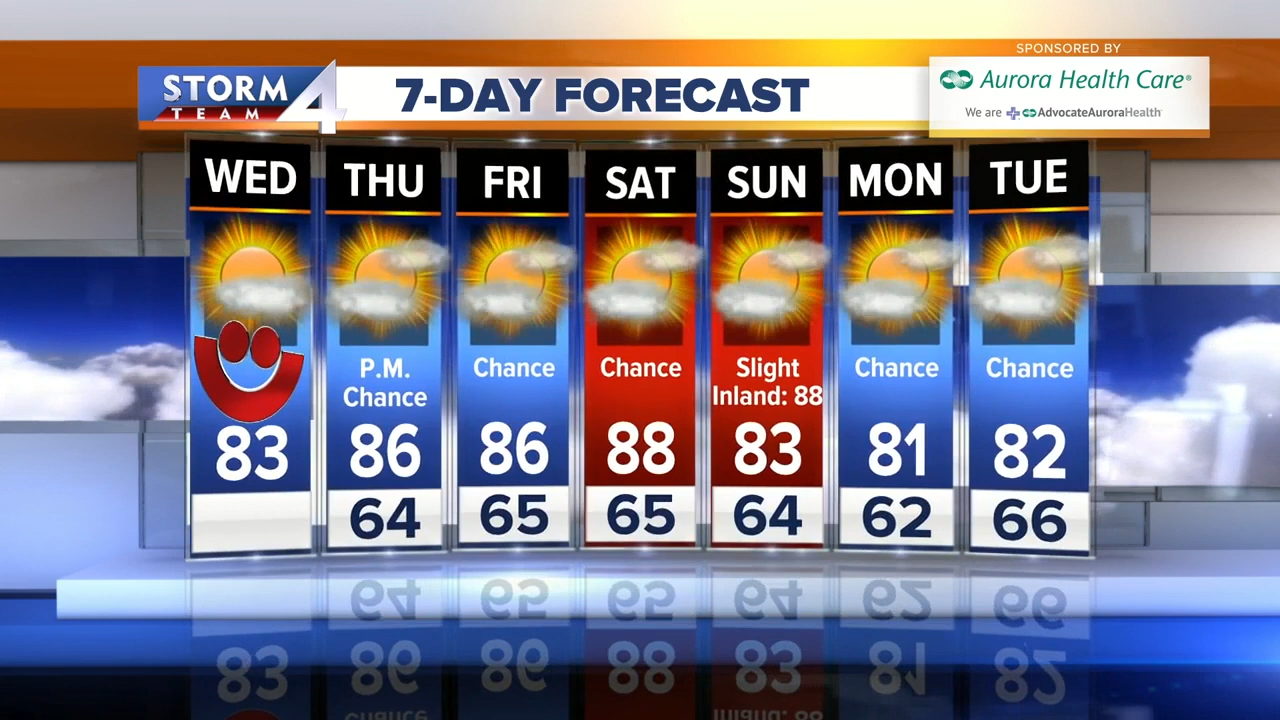 SPONSORED BY
STORM
TEAM 4
7-DAY FORECAST
Aurora Health Care®
We are AdvocateAuroraHealth
WED THU FRI SAT SUN MON TUE
P.M. Chance Chance Slight Chance Chance
Chance Inland: 88
83 86 86 88 83 81 82
64 65 65 64 62 66